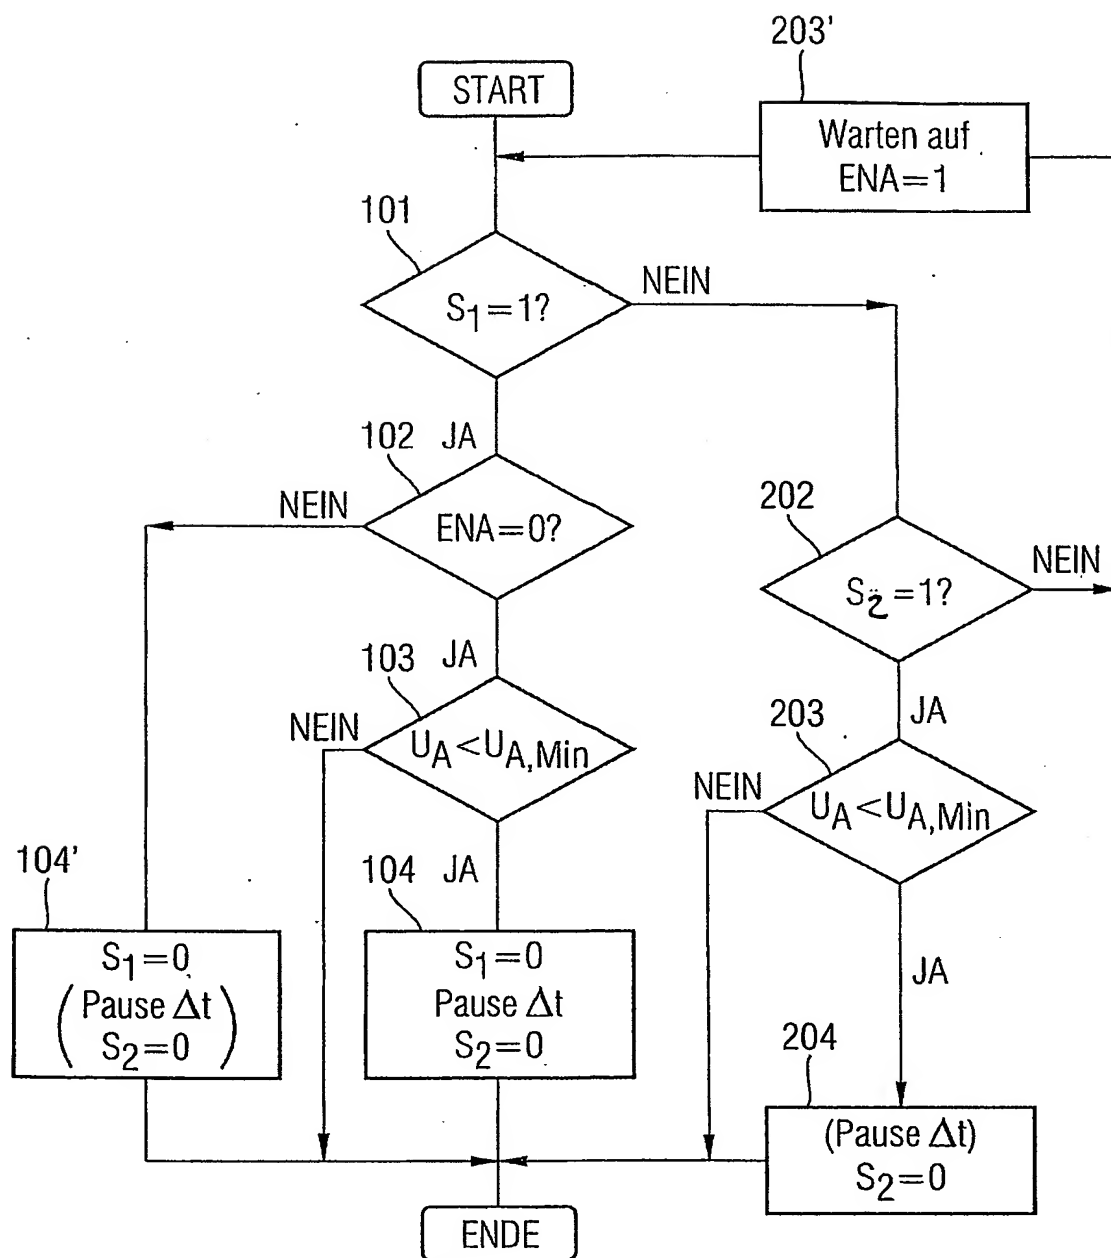 203'
START
Warten auf
ENA=1
101
S1=1?
NEIN
102
JA
NEIN
ENA=0?
202
S2=1?
NEIN
103
JA
NEIN
UA<UA,Min
203
JA
NEIN
UA<UA,Min
104'
104
JA
S1=0
(Pause Δt
S2=0)
S1=0
Pause Δt
S2=0
JA
204
(Pause Δt)
S2=0
ENDE